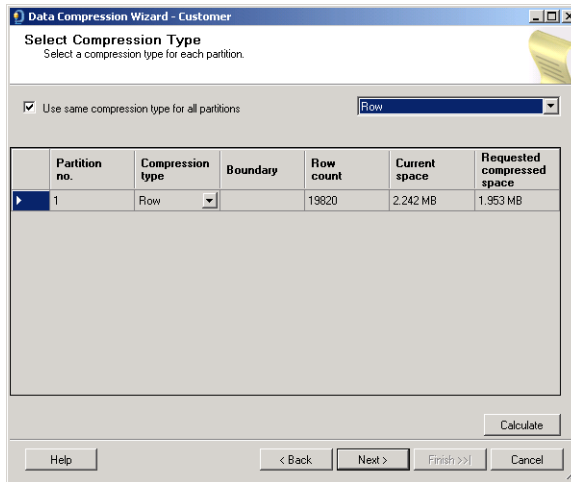 Data Compression Wizard - Customer
Select Compression Type
Select a compression type for each partition.
Use same compression type for all partitions
Row
Partition no. Compression type Boundary Row count Current space Requested compressed space
1 Row 19820 2.242 MB 1.953 MB
Calculate
Help < Back Next > Finish >>| Cancel